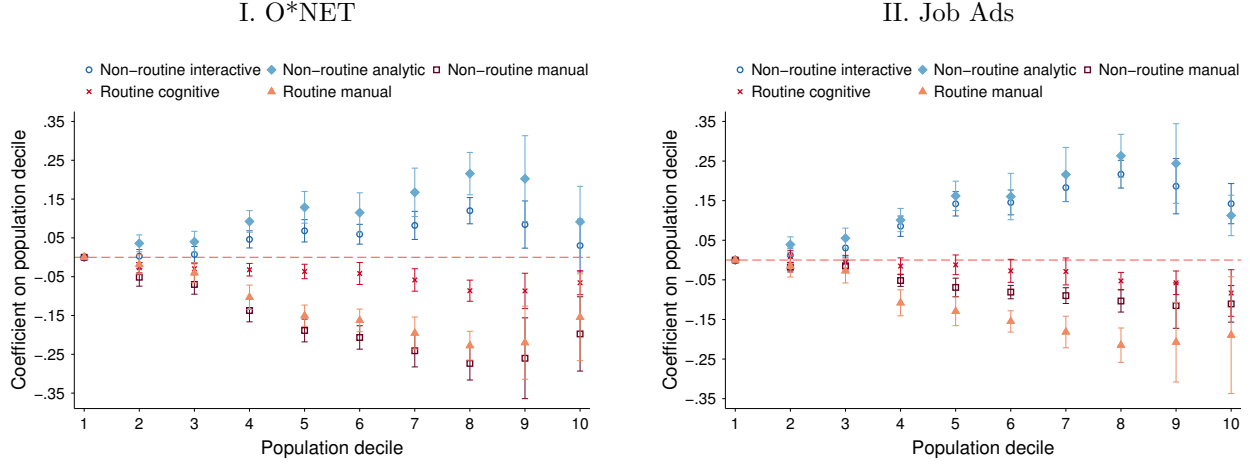 I. O*NET
Non−routine interactive Non−routine analytic Non−routine manual
Routine cognitive Routine manual
.35
.25
.15
.05
-.05
-.15
-.25
-.35
Coefficient on population decile
1 2 3 4 5 6 7 8 9 10
Population decile
II. Job Ads
Non−routine interactive Non−routine analytic Non−routine manual
Routine cognitive Routine manual
.35
.25
.15
.05
-.05
-.15
-.25
-.35
Coefficient on population decile
1 2 3 4 5 6 7 8 9 10
Population decile